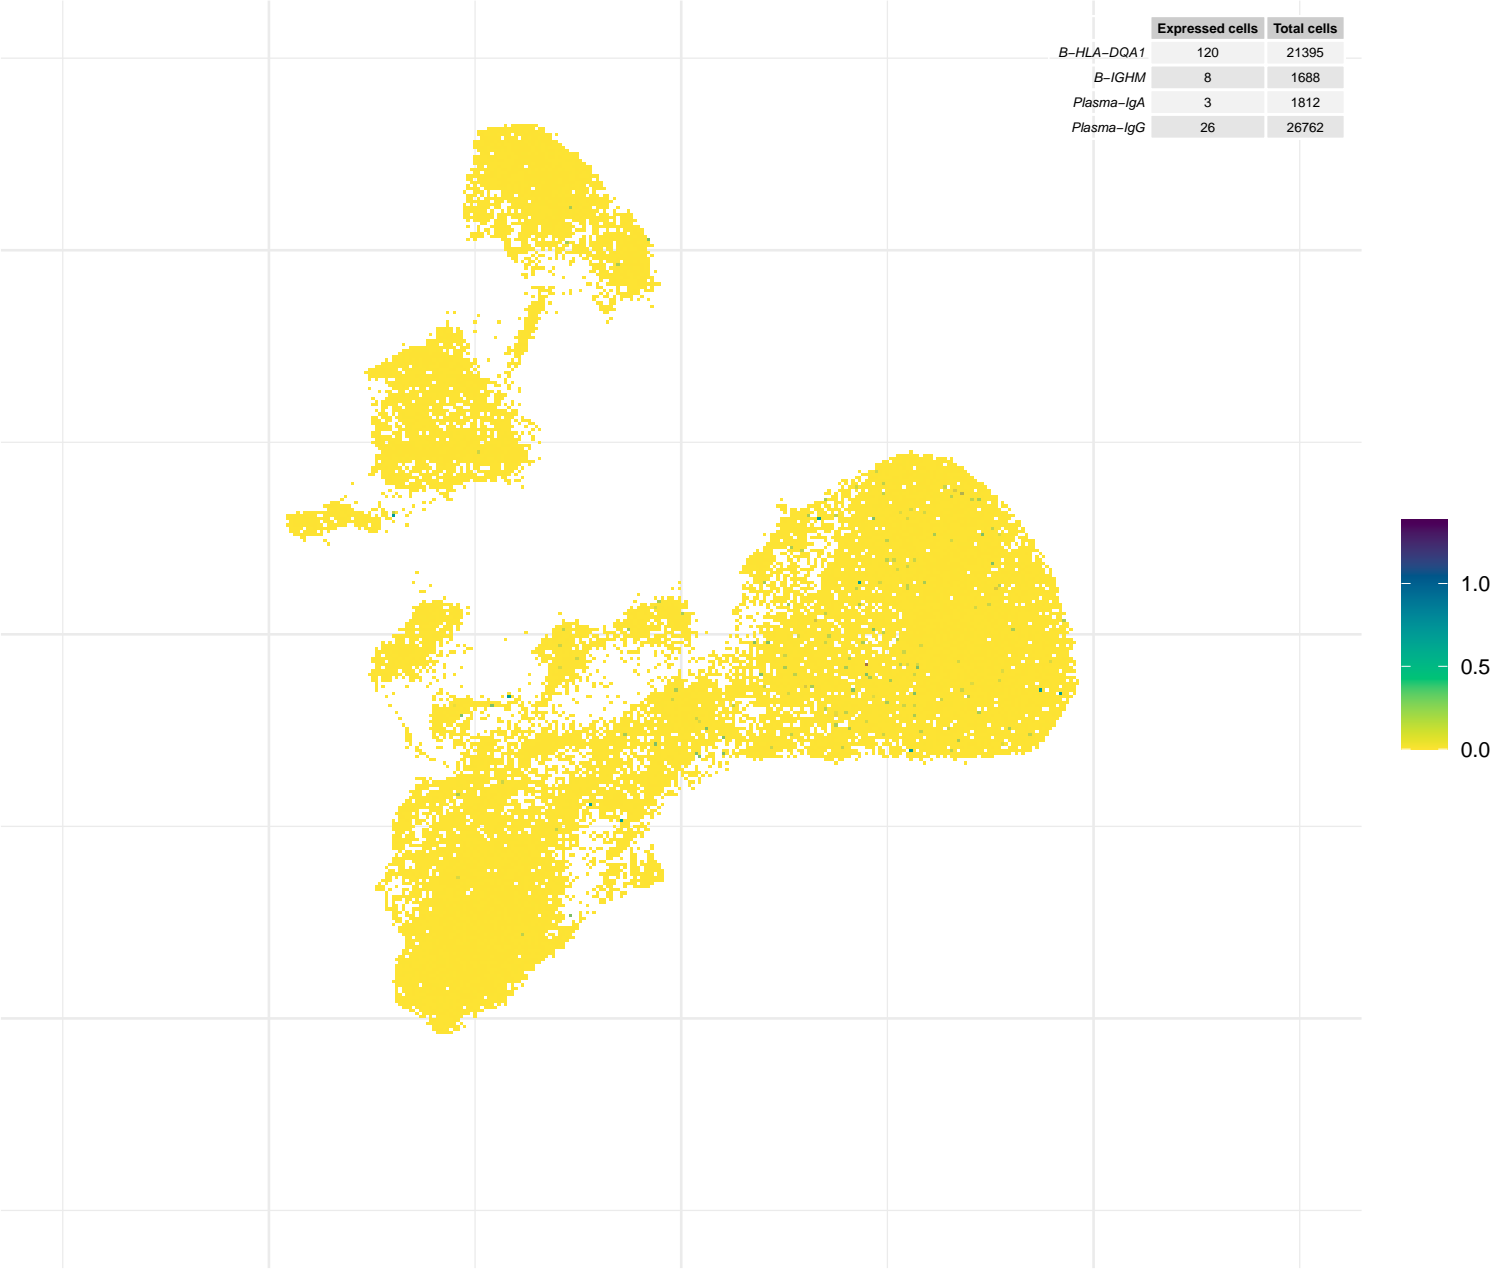 Expressed cells Total cells
B−HLA−DQA1 120 21395
B−IGHM 8 1688
Plasma−IgA 3 1812
Plasma−IgG 26 26762
1.0
0.5
0.0